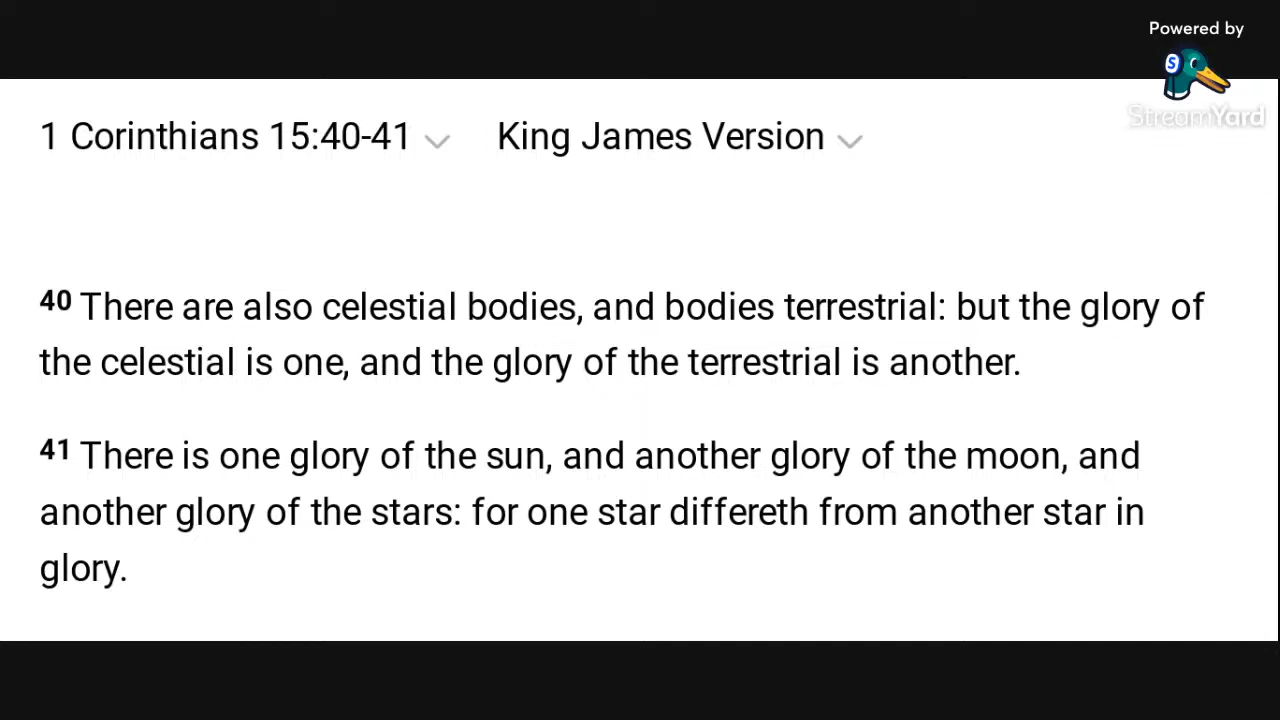 Powered by
S
StreamYard
1 Corinthians 15:40-41 King James Version
40 There are also celestial bodies, and bodies terrestrial: but the glory of
the celestial is one, and the glory of the terrestrial is another.
41 There is one glory of the sun, and another glory of the moon, and
another glory of the stars: for one star differeth from another star in
glory.